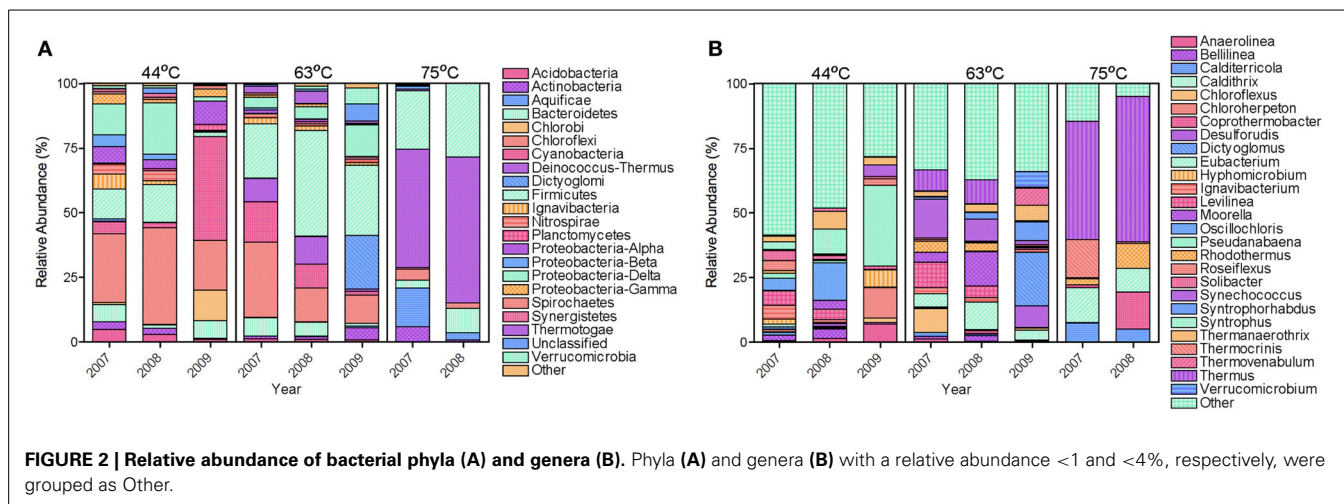 A
44°C 63°C 75°C
100
75
50
25
0
Relative Abundance (%)
2007 2008 2009 2007 2008 2009 2007 2008
Year
Acidobacteria
Actinobacteria
Aquificae
Bacteroidetes
Chlorobi
Chloroflexi
Cyanobacteria
Deinococcus-Thermus
Dictyoglomi
Firmicutes
Ignavibacteria
Nitrospirae
Planctomycetes
Proteobacteria-Alpha
Proteobacteria-Beta
Proteobacteria-Delta
Proteobacteria-Gamma
Spirochaetes
Synergistetes
Thermotogae
Unclassified
Verrucomicrobia
Other
B
44°C 63°C 75°C
100
75
50
25
0
Relative Abundance (%)
2007 2008 2009 2007 2008 2009 2007 2008
Year
Anaerolinea
Bellilinea
Calditerricola
Caldithrix
Chloroflexus
Chloroherpeton
Coprothermobacter
Desulforudis
Dictyoglomus
Eubacterium
Hyphomicrobium
Ignavibacterium
Levilinea
Moorella
Oscillochloris
Pseudanabaena
Rhodothermus
Roseiflexus
Solibacter
Synechococcus
Syntrophorhabdus
Syntrophus
Thermanaerothrix
Thermocrinis
Thermovenabulum
Thermus
Verrucomicrobium
Other
FIGURE 2 | Relative abundance of bacterial phyla (A) and genera (B). Phyla (A) and genera (B) with a relative abundance <1 and <4%, respectively, were
grouped as Other.